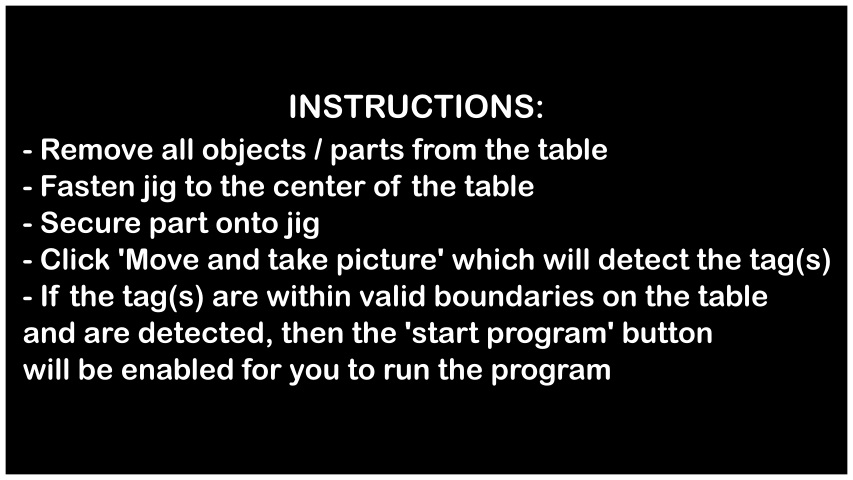 INSTRUCTIONS:
- Remove all objects / parts from the table
- Fasten jig to the center of the table
- Secure part onto jig
- Click 'Move and take picture' which will detect the tag(s)
- If the tag(s) are within valid boundaries on the table
and are detected, then the 'start program' button
will be enabled for you to run the program